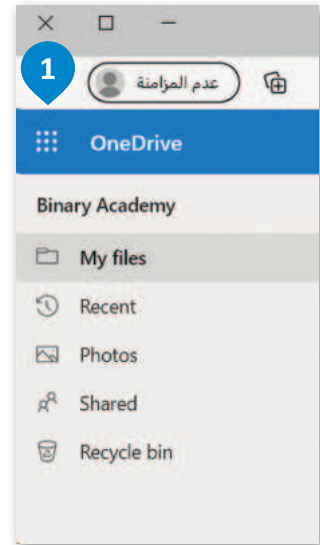 1
عدم المزامنة
OneDrive
Binary Academy
My files
Recent
Photos
Shared
Recycle bin